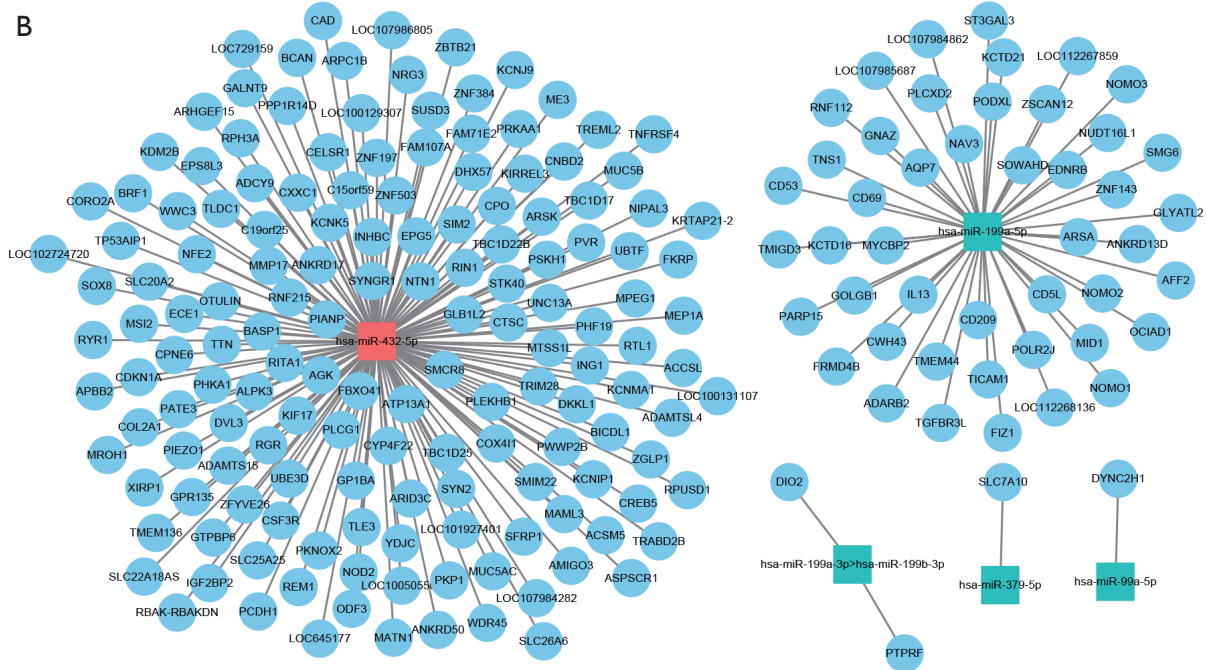 B
CAD
LOC107986805
LOC729159
BCAN
ARPC1B
ZBTB21
GALNT9
NRG3
KCNJ9
ARHGEF15
PPP1R14D
LOC100129307
SUSD3
ZNF384
ME3
RPH3A
CELSR1
ZNF197
FAM107A
FAM71E2
PRKAA1
TREML2
TNFRSF4
KDM2B
EPS8L3
ADCY9
CXXC1
C15orf59
ZNF503
DHX57
KIRREL3
CNBD2
MUC5B
CORO2A
BRF1
WWC3
TLDC1
KCNK5
INHBC
EPG5
SIM2
CPO
ARSK
TBC1D17
NIPAL3
KRTAP21-2
LOC102724720
TP53AIP1
NFE2
C19orf25
MMP17
ANKRD17
SYNGR1
NTN1
RIN1
TBC1D22B
PSKH1
PVR
UBTF
FKRP
SOX8
SLC20A2
OTULIN
RNF215
PIANP
GLB1L2
STK40
CTSC
UNC13A
MPEG1
MEP1A
RYR1
MSI2
ECE1
TTN
BASP1
hsa-miR-432-5p
MTSS1L
PHF19
RTL1
APBB2
CDKN1A
CPNE6
PHKA1
ALPK3
RITA1
AGK
FBXO41
ATP13A1
SMCR8
PLEKHB1
TRIM28
ING1
DKKL1
KCNMA1
ACCSL
LOC100131107
ADAMTSL4
COL2A1
PATE3
DVL3
KIF17
PLCG1
CYP4F22
TBC1D25
COX4I1
PWWP2B
BICDL1
ZGLP1
MROH1
PIEZO1
ADAMTS15
RGR
UBE3D
GP1BA
ARID3C
SYN2
SMIM22
KCNIP1
CREB5
RPUSD1
XIRP1
GPR135
ZFYVE26
CSF3R
TLE3
YDJC
LOC101927401
SFRP1
MAML3
ACSM5
TRABD2B
TMEM136
GTPBP6
SLC25A25
PKNOX2
NOD2
MUC5AC
AMIGO3
ASPSCR1
SLC22A18AS
IGF2BP2
REM1
ODF3
PKP1
LOC107984282
RBAK-RBAKDN
PCDH1
LOC645177
MATN1
ANKRD50
WDR45
SLC26A6
ST3GAL3
LOC107984862
KCTD21
LOC112267859
LOC107985687
PLCXD2
PODXL
ZSCAN12
NOMO3
RNF112
GNAZ
NAV3
NUDT16L1
TNS1
AQP7
SOWAHD
EDNRB
SMG6
CD53
CD69
ZNF143
GLYATL2
hsa-miR-199a-5p
TMIGD3
KCTD16
MYCBP2
ARSA
ANKRD13D
GOLGB1
IL13
CD5L
NOMO2
AFF2
PARP15
CWH43
CD209
POLR2J
MID1
OCIAD1
FRMD4B
TMEM44
TICAM1
NOMO1
ADARB2
TGFBR3L
FIZ1
LOC112268136
DIO2
SLC7A10
DYNC2H1
hsa-miR-199a-3p>hsa-miR-199b-3p
hsa-miR-379-5p
hsa-miR-99a-5p
PTPRF